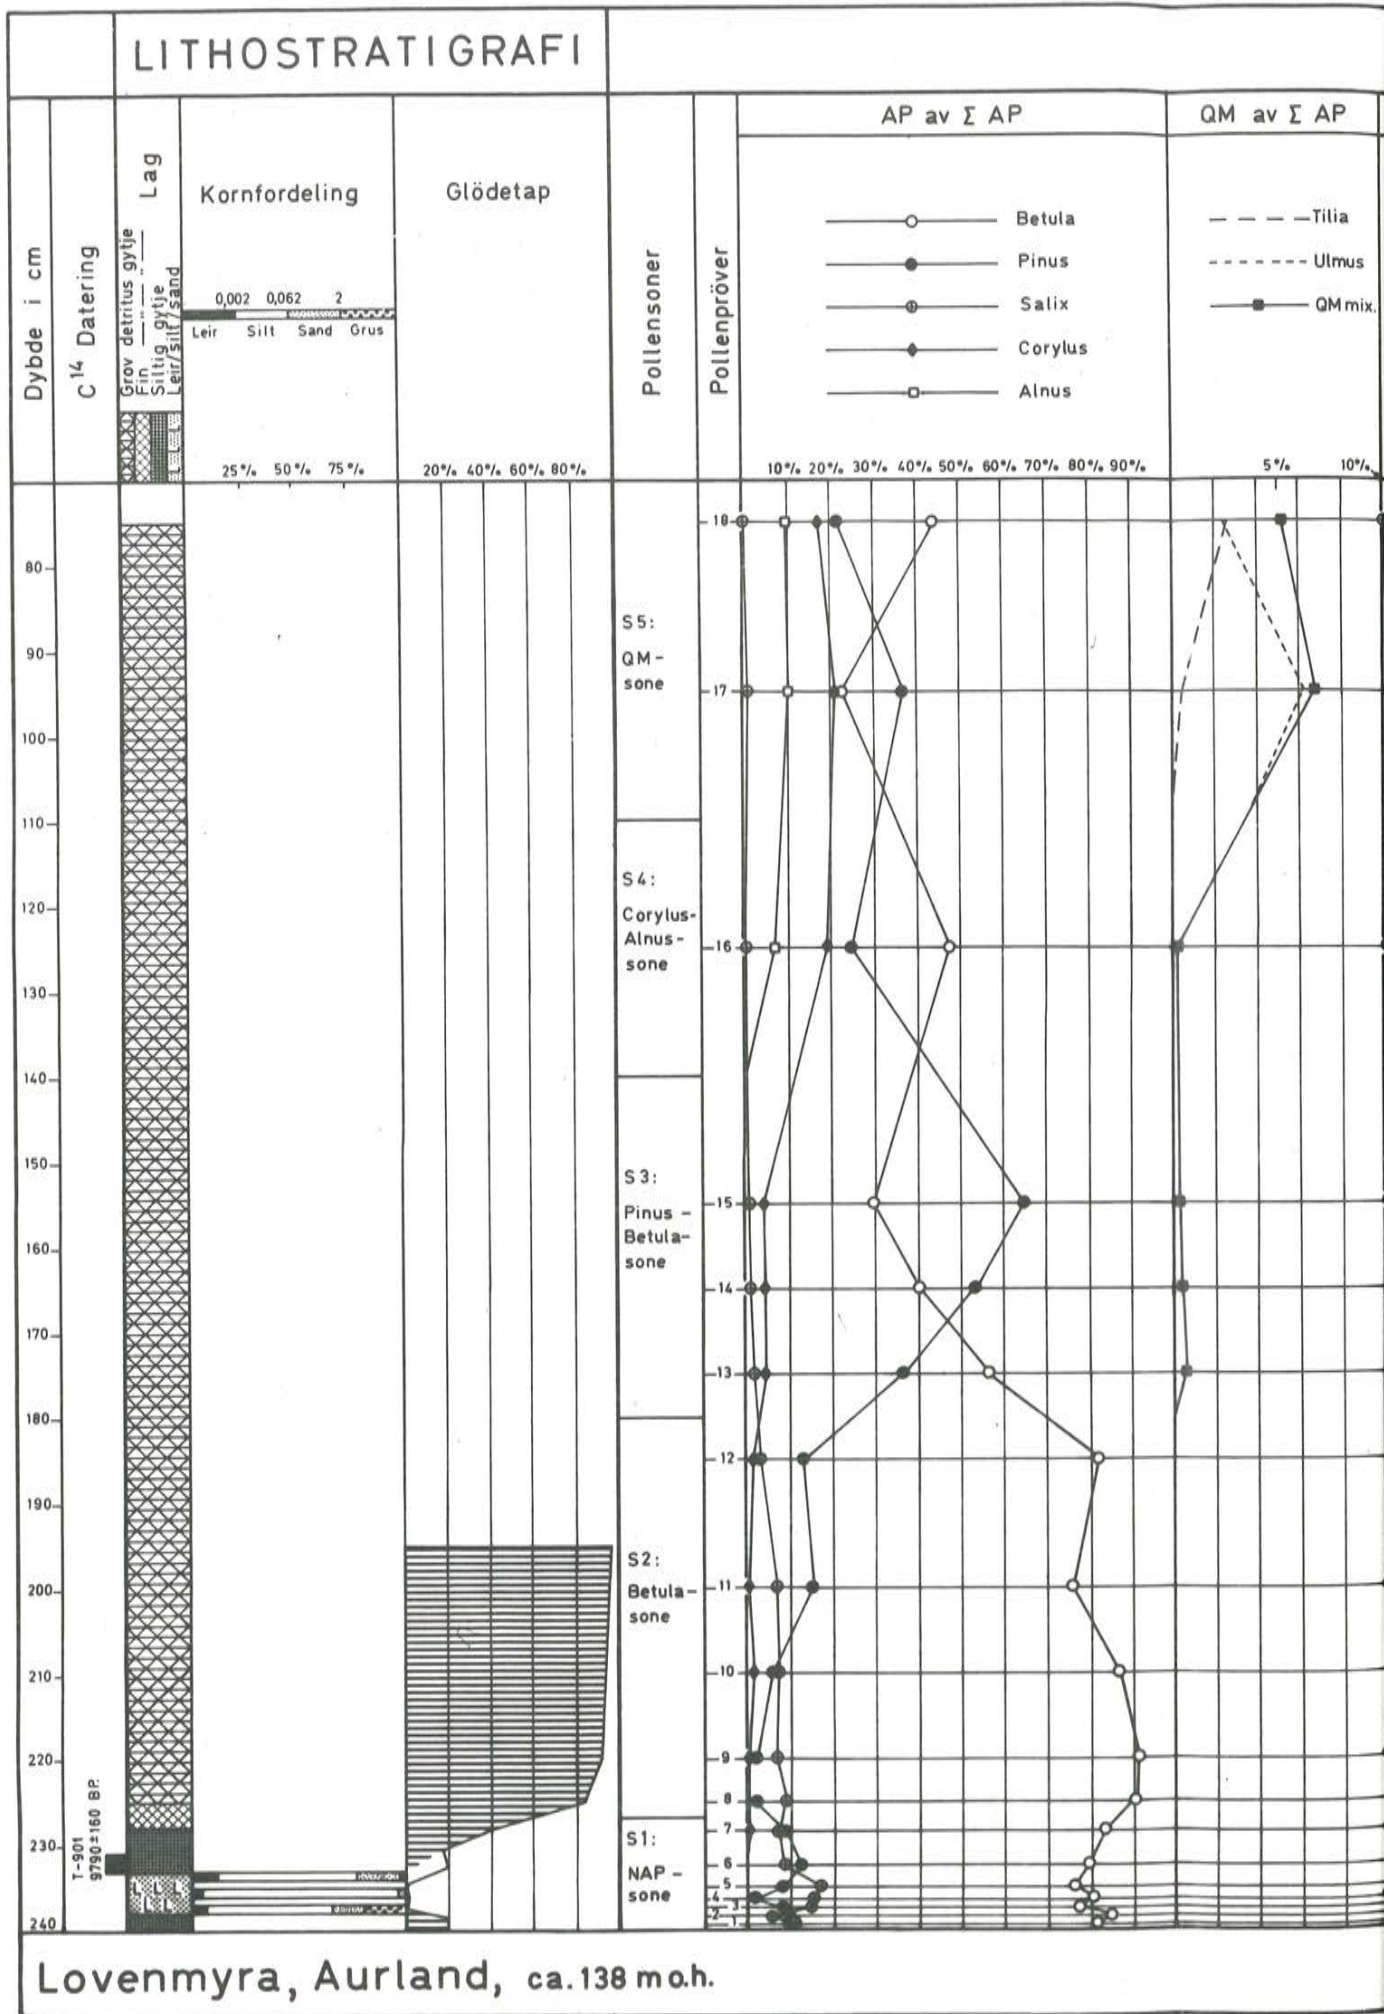 LITHOSTRATIGRAFI
AP av Σ AP
QM av Σ AP
Dybde i cm
C14 Datering
Lag
Grov detritus gytje
Fin —"— "—
Siltig gytje
Leir/silt/sand
Kornfordeling
0,002 0,062 2
Leir Silt Sand Grus
Glödetap
Pollensoner
Pollenpröver
Betula
Pinus
Salix
Corylus
Alnus
Tilia
Ulmus
QM mix.
25% 50% 75%
20% 40% 60% 80%
10% 20% 30% 40% 50% 60% 70% 80% 90%
5% 10%
18
80
S5:
90
QM-
sone
17
100
110
S4:
120
Corylus-
Alnus-
sone
16
130
140
150
S3:
15
Pinus -
Betula-
sone
160
14
170
13
180
12
190
S2:
200
Betula-
sone
11
210
10
220
9
8
7
230
S1:
NAP -
sone
6
5
4
3
2
1
240
T-901
9790±160 BP.
L L L
L L
Lovenmyra, Aurland, ca. 138 m o.h.